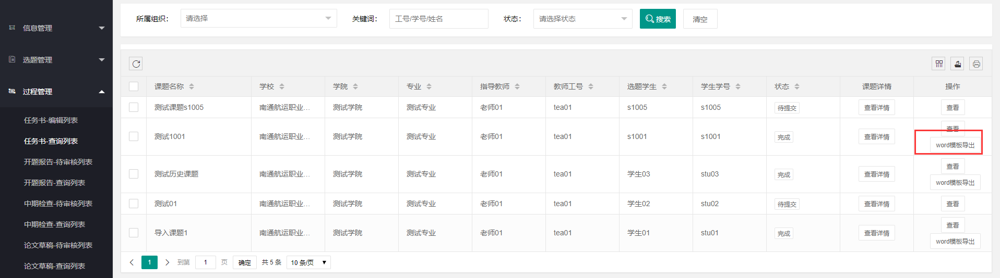 信息管理
选题管理
过程管理
任务书-编辑列表
任务书-查询列表
开题报告-待审核列表
开题报告-查询列表
中期检查-待审核列表
中期检查-查询列表
论文草稿-待审核列表
论文草稿-查询列表
所属组织： 请选择 关键词： 工号/学号/姓名 状态： 请选择状态 搜索 清空
课题名称 学校 学院 专业 指导教师 教师工号 选题学生 学生学号 状态 课题详情 操作
测试课题s1005 南通航运职业... 测试学院 测试专业 老师01 tea01 s1005 s1005 待提交 查看详情 查看
测试1001 南通航运职业... 测试学院 测试专业 老师01 tea01 s1001 s1001 完成 查看详情 查看
word模板导出
测试历史课题 南通航运职业... 测试学院 测试专业 老师01 tea01 学生03 stu03 完成 查看详情 查看
word模板导出
测试01 南通航运职业... 测试学院 测试专业 老师01 tea01 学生02 stu02 待提交 查看详情 查看
导入课题1 南通航运职业... 测试学院 测试专业 老师01 tea01 学生01 stu01 完成 查看详情 查看
word模板导出
1 到第 1 页 确定 共 5 条 10 条/页